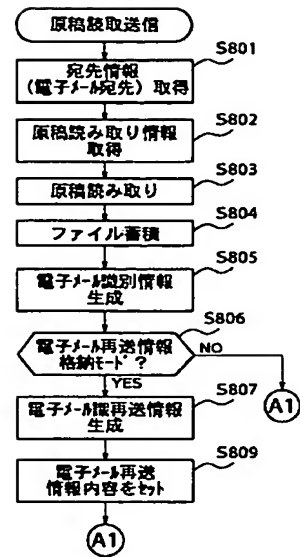 原稿読取送信
S801
宛先情報
(電子メール宛先)取得
S802
原稿読み取り情報
取得
S803
原稿読み取り
S804
ファイル蓄積
S805
電子メール識別情報
生成
S806
電子メール再送情報
格納モード?
NO
A1
YES
S807
電子メール識再送情報
生成
S809
電子メール再送
情報内容をセット
A1